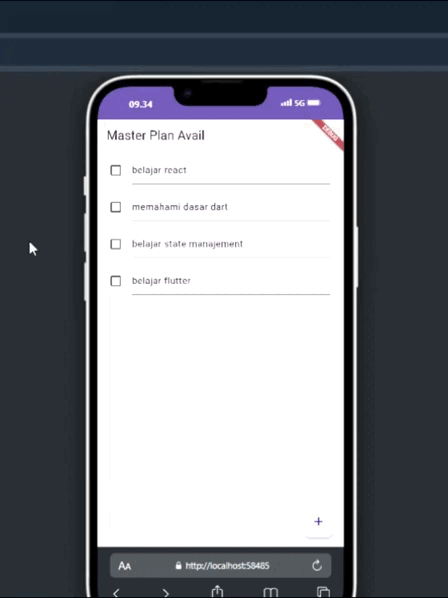 09.34
5G
Master Plan Avail
DEBUG
belajar react
memahami dasar dart
belajar state manajement
belajar flutter
+
AA
http://localhost:58485